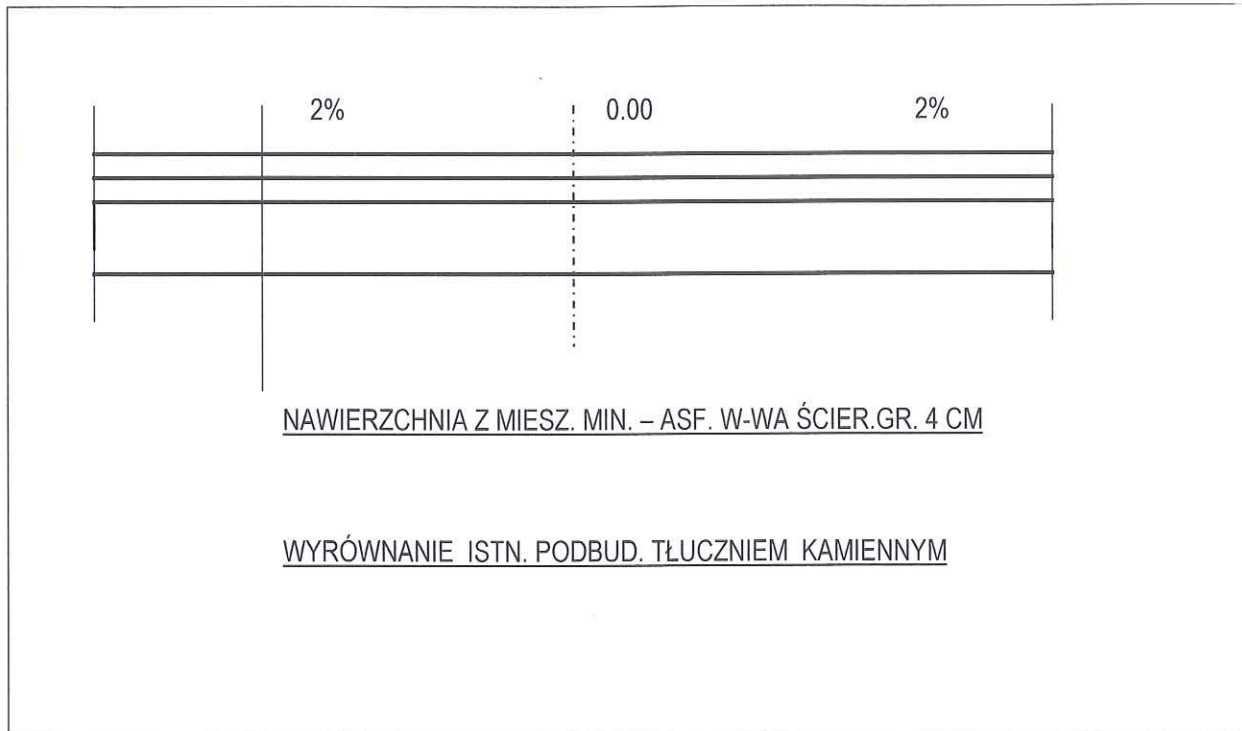 2% 0.00 2%
NAWIERZCHNIA Z MIESZ. MIN. – ASF. W-WA ŚCIER.GR. 4 CM
WYRÓWNANIE ISTN. PODBUD. TŁUCZNIEM KAMIENNYM